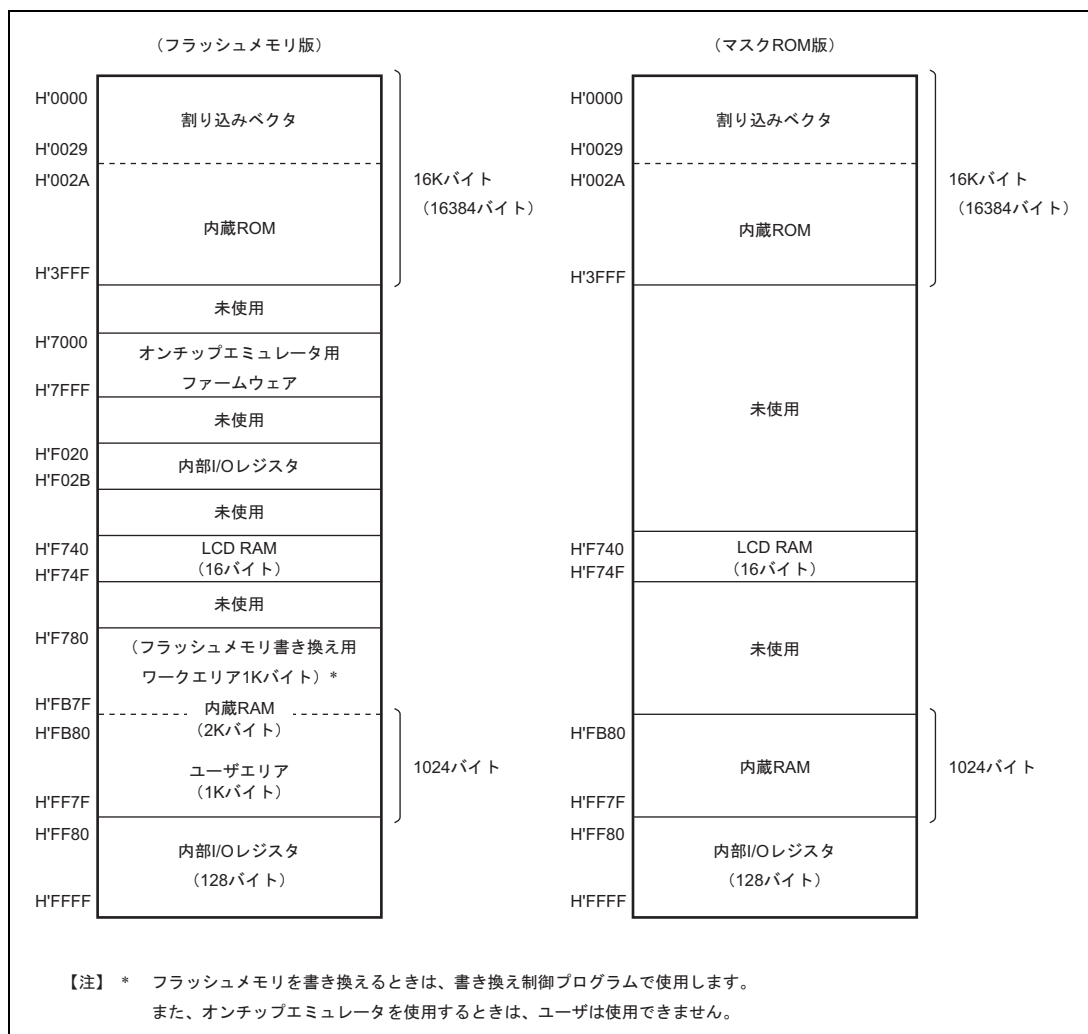 （フラッシュメモリ版）
H'0000
割り込みベクタ
H'0029
H'002A
内蔵ROM
H'3FFF
16Kバイト
（16384バイト）
未使用
H'7000
オンチップエミュレータ用
ファームウェア
H'7FFF
未使用
H'F020
内部I/Oレジスタ
H'F02B
未使用
H'F740
LCD RAM
（16バイト）
H'F74F
未使用
H'F780
（フラッシュメモリ書き換え用
ワークエリア1Kバイト）*
H'FB7F
内蔵RAM
（2Kバイト）
H'FB80
ユーザエリア
（1Kバイト）
H'FF7F
1024バイト
H'FF80
内部I/Oレジスタ
（128バイト）
H'FFFF
（マスクROM版）
H'0000
割り込みベクタ
H'0029
H'002A
内蔵ROM
H'3FFF
16Kバイト
（16384バイト）
未使用
H'F740
LCD RAM
（16バイト）
H'F74F
未使用
H'FB80
内蔵RAM
H'FF7F
1024バイト
H'FF80
内部I/Oレジスタ
（128バイト）
H'FFFF
【注】 * フラッシュメモリを書き換えるときは、書き換え制御プログラムで使用します。
また、オンチップエミュレータを使用するときは、ユーザは使用できません。